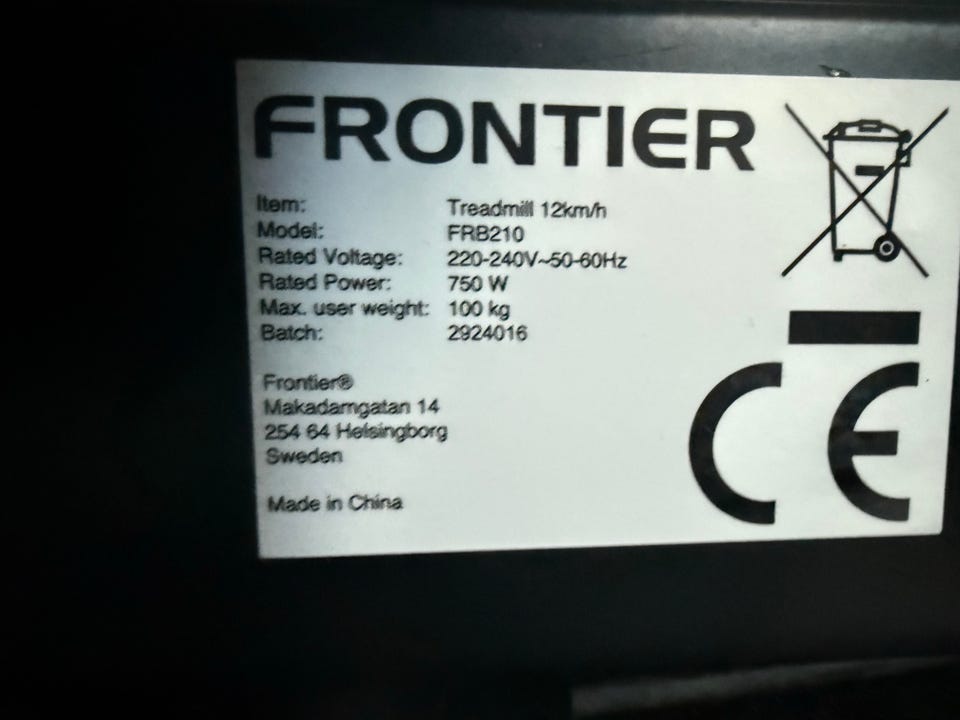 FRONTIER
Item: Treadmill 12km/h
Model: FRB210
Rated Voltage: 220-240V~50-60Hz
Rated Power: 750 W
Max. user weight: 100 kg
Batch: 2924016
Frontier®
Makadamgatan 14
254 64 Helsingborg
Sweden
Made in China
CE